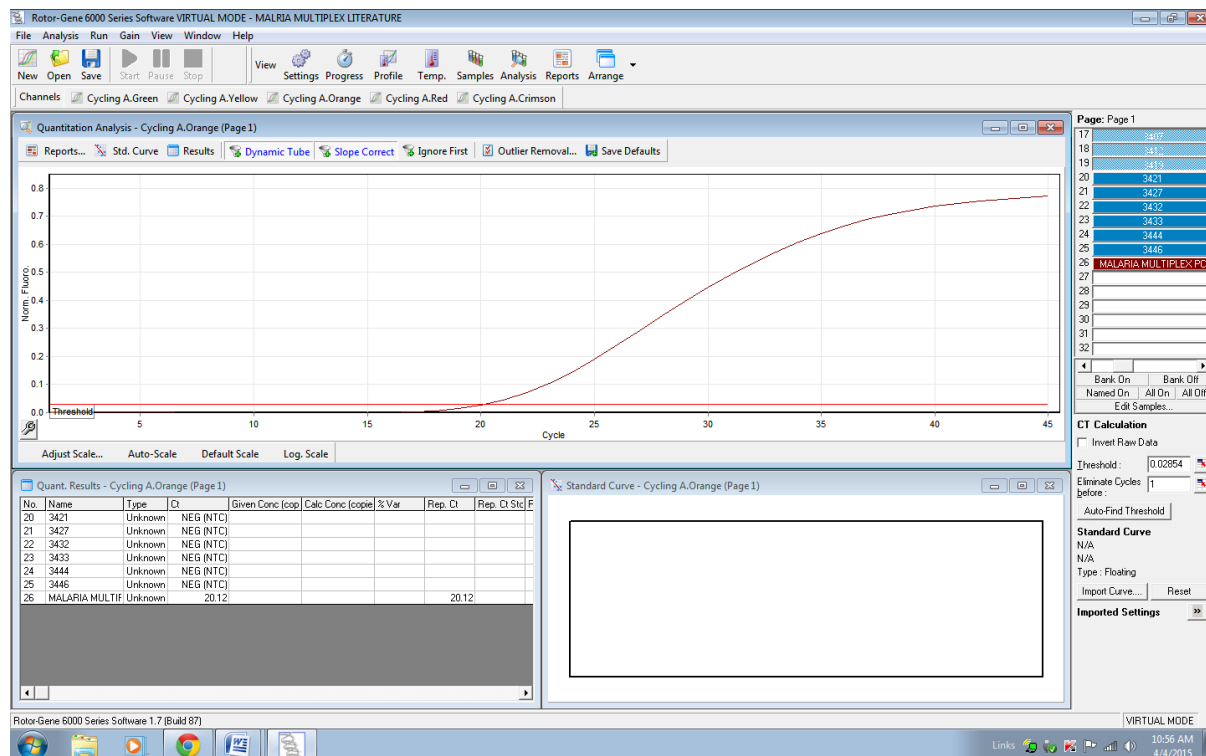 Rotor-Gene 6000 Series Software VIRTUAL MODE - MALRIA MULTIPLEX LITERATURE
File Analysis Run Gain View Window Help
New Open Save Start Pause Stop View Settings Progress Profile Temp. Samples Analysis Reports Arrange
Channels Cycling A.Green Cycling A.Yellow Cycling A.Orange Cycling A.Red Cycling A.Crimson
Quantitation Analysis - Cycling A.Orange (Page 1)
Reports... Std. Curve Results Dynamic Tube Slope Correct Ignore First Outlier Removal... Save Defaults
0.8
0.7
0.6
0.5
0.4
0.3
0.2
0.1
0.0
Norm. Fluoro.
Threshold
5 10 15 20 25 30 35 40 45
Cycle
Adjust Scale... Auto-Scale Default Scale Log. Scale
Quant. Results - Cycling A.Orange (Page 1)
No. Name Type Ct Given Conc (cop Calc Conc (copie % Var Rep. Ct Rep. Ct Stc F
20 3421 Unknown NEG (NTC)
21 3427 Unknown NEG (NTC)
22 3432 Unknown NEG (NTC)
23 3433 Unknown NEG (NTC)
24 3444 Unknown NEG (NTC)
25 3446 Unknown NEG (NTC)
26 MALARIA MULTIF Unknown 20.12 20.12
Standard Curve - Cycling A.Orange (Page 1)
Page: Page 1
17 3407
18 3412
19 3419
20 3421
21 3427
22 3432
23 3433
24 3444
25 3446
26 MALARIA MULTIPLEX PC
27
28
29
30
31
32
Bank On Bank Off
Named On All On All Off
Edit Samples...
CT Calculation
Invert Raw Data
Threshold : 0.02854
Eliminate Cycles before : 1
Auto-Find Threshold
Standard Curve
N/A
N/A
Type : Floating
Import Curve.... Reset
Imported Settings
Rotor-Gene 6000 Series Software 1.7 (Build 87)
VIRTUAL MODE
Links
10:56 AM
4/4/2015